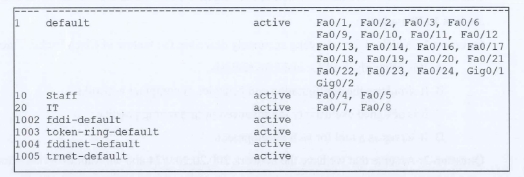 ---- -------------------------------- --------- -------------------------------
1 default active Fa0/1, Fa0/2, Fa0/3, Fa0/6
Fa0/9, Fa0/10, Fa0/11, Fa0/12
Fa0/13, Fa0/14, Fa0/16, Fa0/17
Fa0/18, Fa0/19, Fa0/20, Fa0/21
Fa0/22, Fa0/23, Fa0/24, Gig0/1
Gig0/2
10 Staff active Fa0/4, Fa0/5
20 IT active Fa0/7, Fa0/8
1002 fddi-default active
1003 token-ring-default active
1004 fddinet-default active
1005 trnet-default active